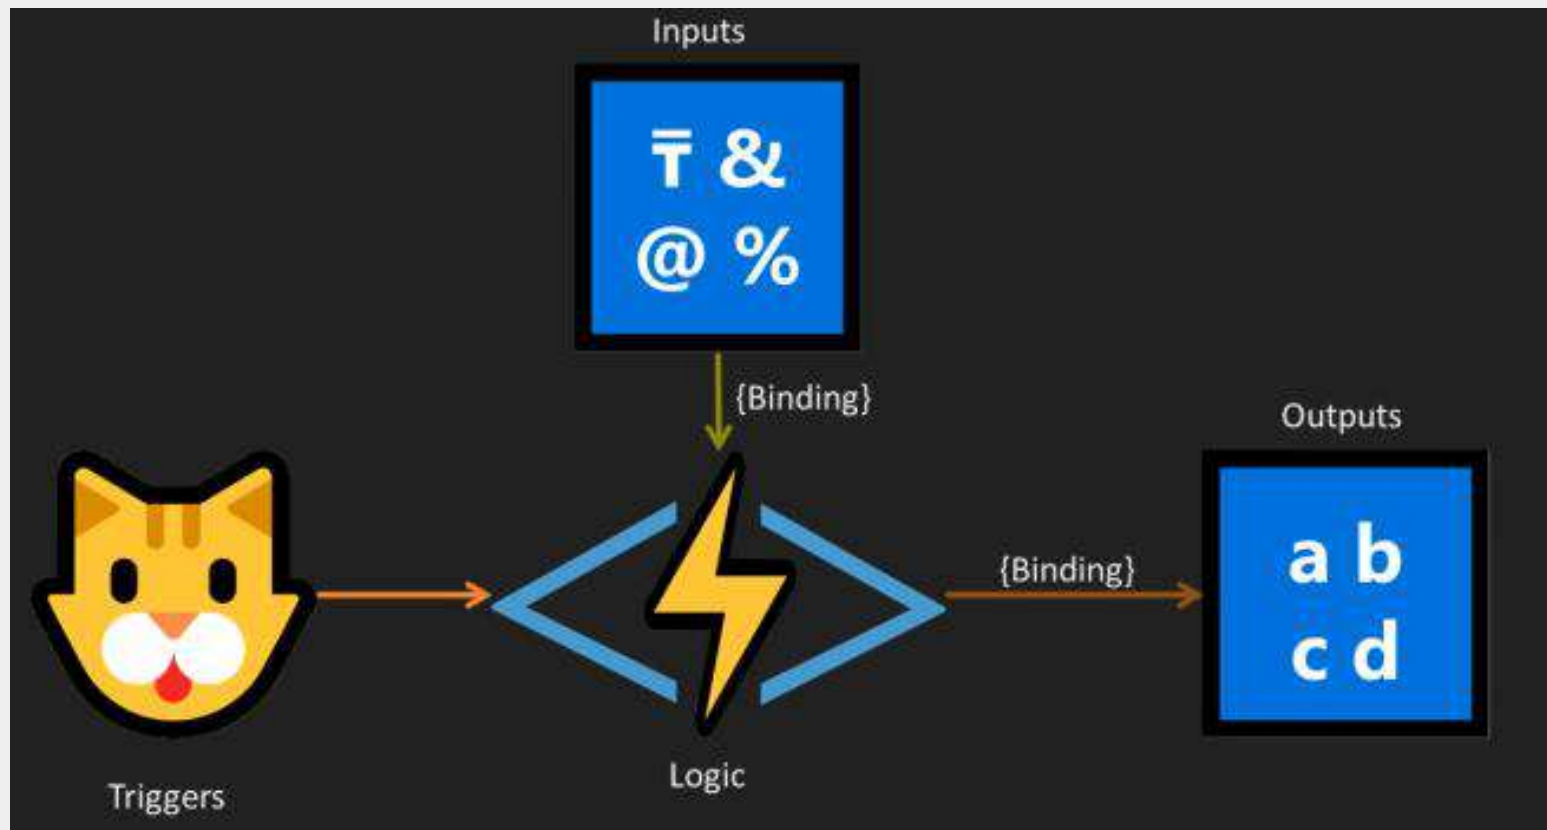 Inputs
₸ &
@ %
{Binding}
Outputs
{Binding}
a b
c d
Logic
Triggers